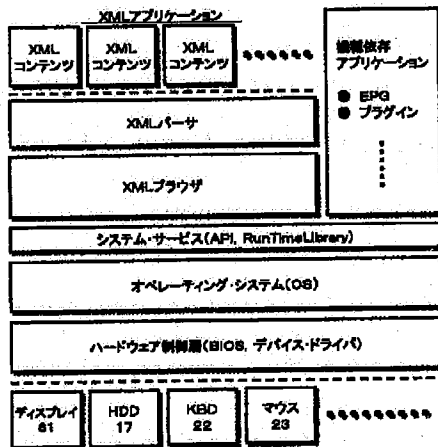 XMLアプリケーション
XML
コンテンツ
XML
コンテンツ
XML
コンテンツ
機種依存
アプリケーション
● EPG
● プラグイン
XMLパーサ
XMLブラウザ
システム・サービス(API, RunTimeLibrary)
オペレーティング・システム(OS)
ハードウェア制御層(BIOS, デバイス・ドライバ)
ディスプレイ
61
HDD
17
KBD
22
マウス
23